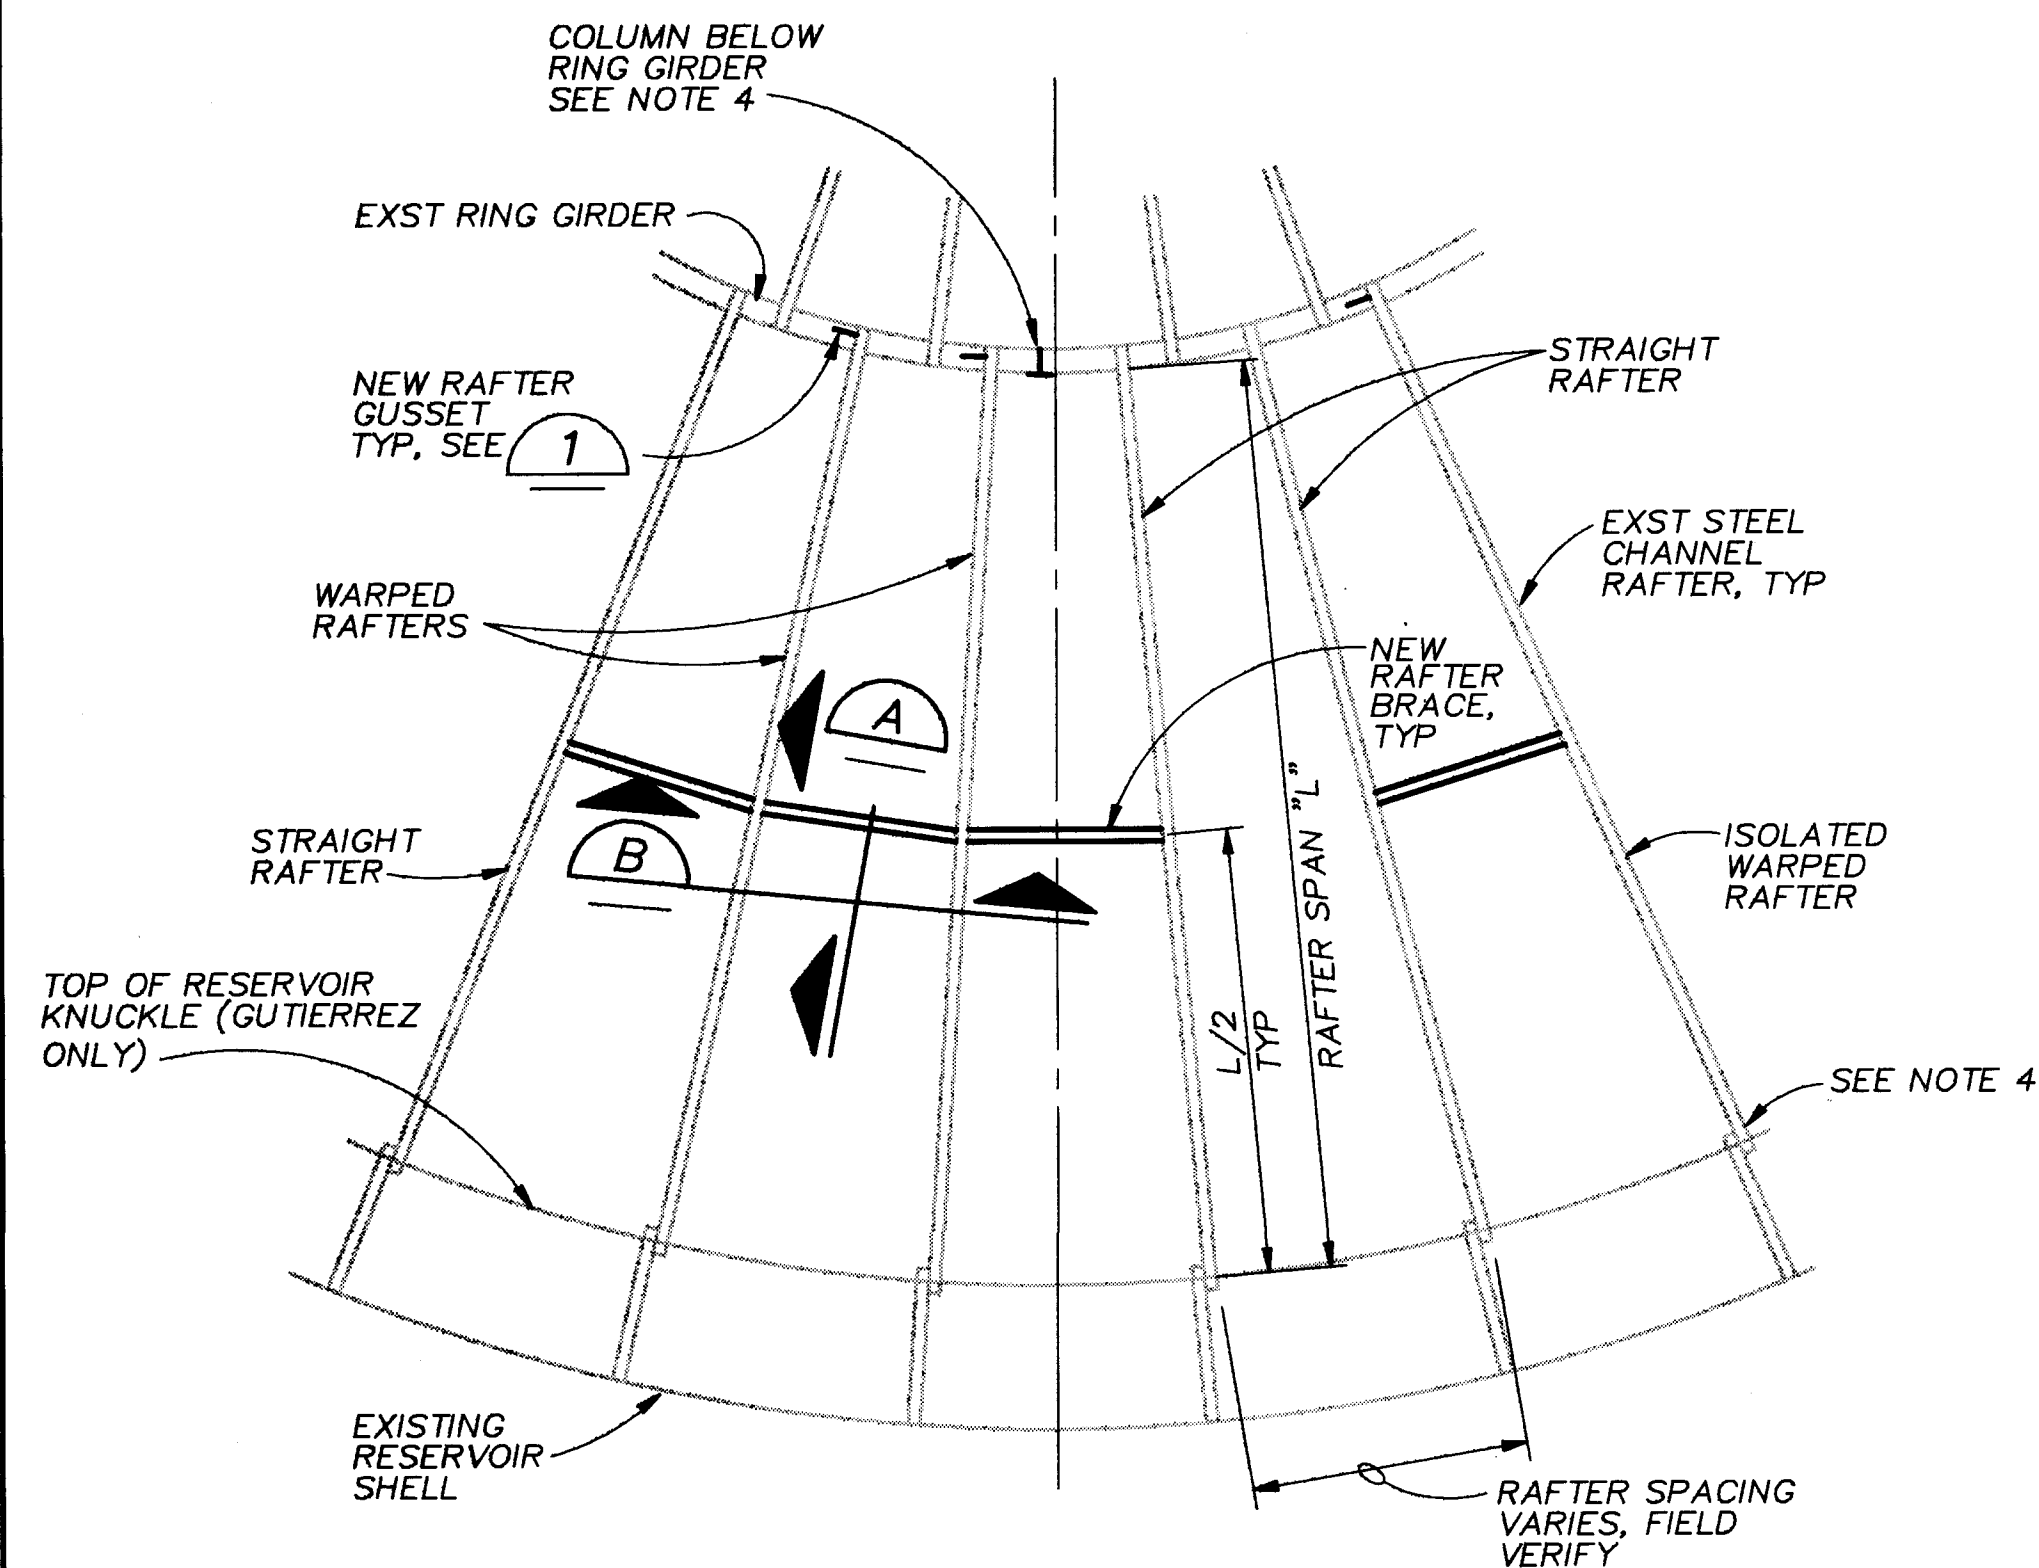 COLUMN BELOW
RING GIRDER
SEE NOTE 4
EXST RING GIRDER
NEW RAFTER
GUSSET
TYP, SEE 1
STRAIGHT
RAFTER
EXST STEEL
CHANNEL
RAFTER, TYP
WARPED
RAFTERS
NEW
RAFTER
BRACE,
TYP
A
B
STRAIGHT
RAFTER
RAFTER SPAN "L"
L/2
TYP
ISOLATED
WARPED
RAFTER
TOP OF RESERVOIR
KNUCKLE (GUTIERREZ
ONLY)
SEE NOTE 4
EXISTING
RESERVOIR
SHELL
RAFTER SPACING
VARIES, FIELD
VERIFY